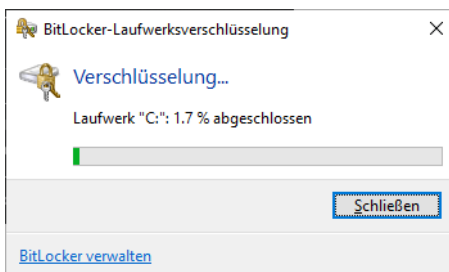 BitLocker-Laufwerksverschlüsselung
Verschlüsselung...
Laufwerk "C:": 1.7 % abgeschlossen
Schließen
BitLocker verwalten